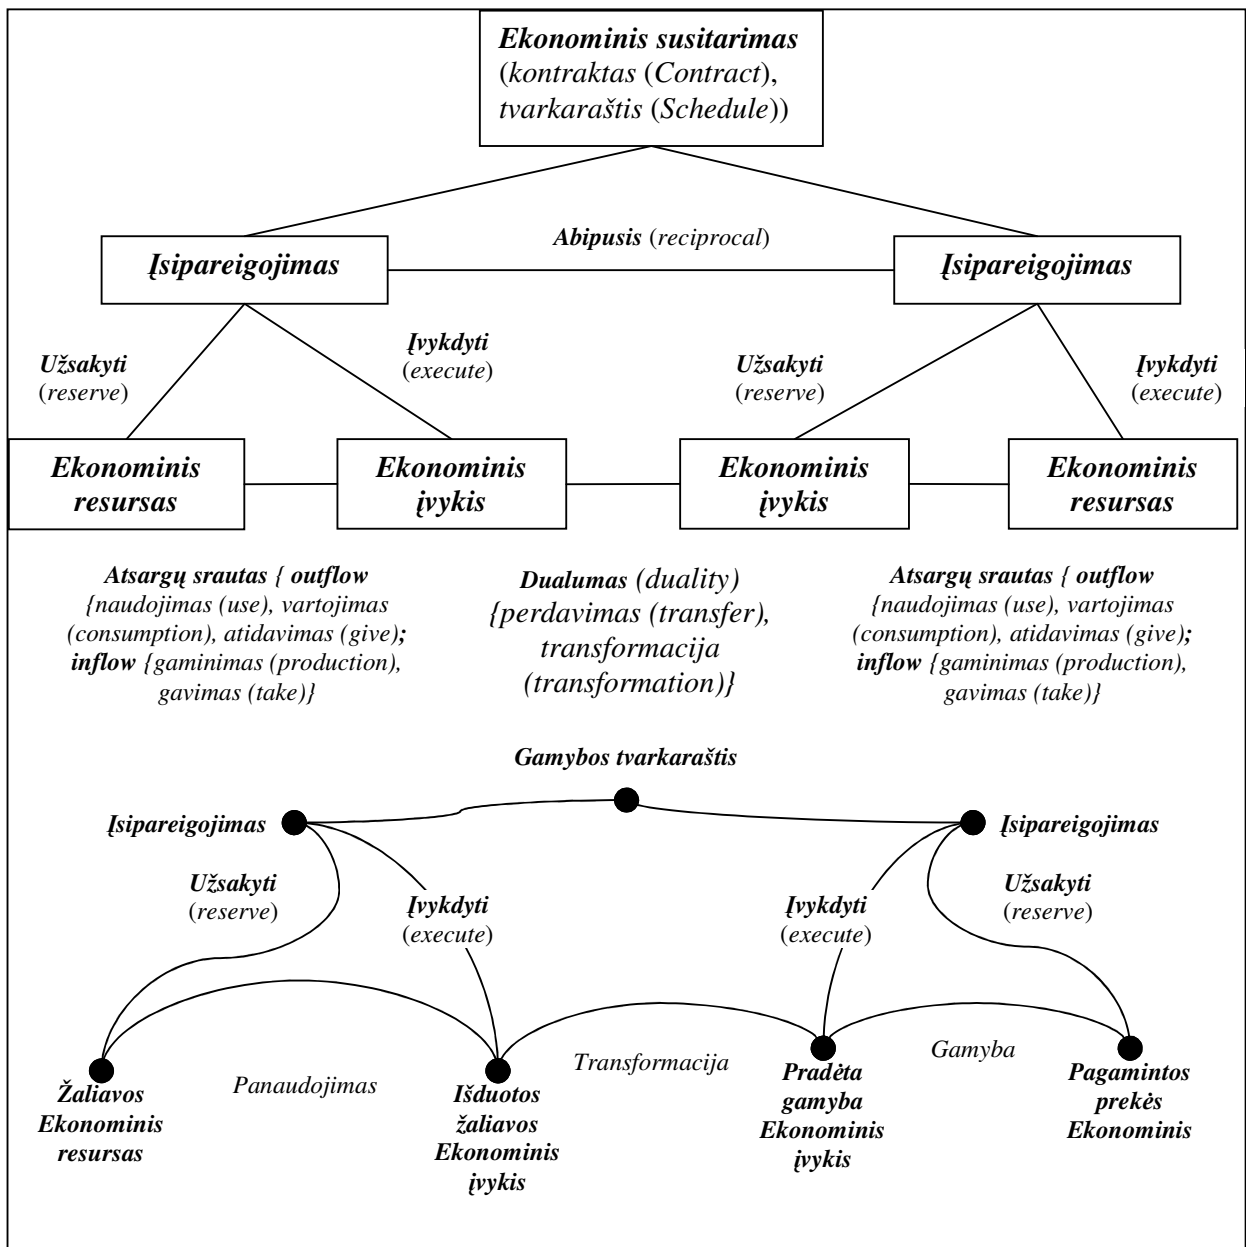 Ekonominis susitarimas
(kontraktas (Contract),
tvarkaraštis (Schedule))
Abipusis (reciprocal)
Įsipareigojimas
Įsipareigojimas
Užsakyti
(reserve)
Įvykdyti
(execute)
Užsakyti
(reserve)
Įvykdyti
(execute)
Ekonominis
resursas
Ekonominis
įvykis
Ekonominis
įvykis
Ekonominis
resursas
Atsargų srautas { outflow
{naudojimas (use), vartojimas
(consumption), atidavimas (give);
inflow {gaminimas (production),
gavimas (take)}
Dualumas (duality)
{perdavimas (transfer),
transformacija
(transformation)}
Atsargų srautas { outflow
{naudojimas (use), vartojimas
(consumption), atidavimas (give);
inflow {gaminimas (production),
gavimas (take)}
Gamybos tvarkaraštis
Įsipareigojimas
Įsipareigojimas
Užsakyti
(reserve)
Įvykdyti
(execute)
Įvykdyti
(execute)
Užsakyti
(reserve)
Panaudojimas
Transformacija
Gamyba
Žaliavos
Ekonominis
resursas
Išduotos
žaliavos
Ekonominis
įvykis
Pradėta
gamyba
Ekonominis
įvykis
Pagamintos
prekės
Ekonominis